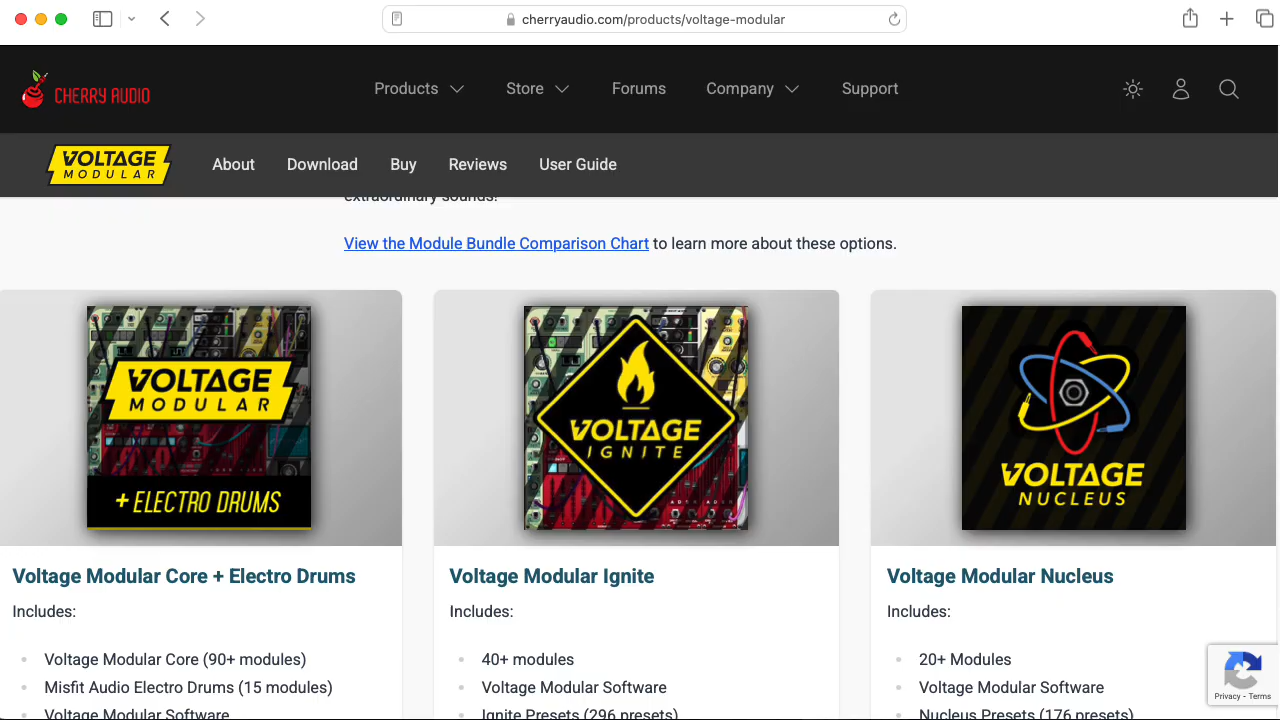 cherryaudio.com/products/voltage-modular
CHERRY AUDIO
Products
Store
Forums
Company
Support
VOLTAGE
MODULAR
About
Download
Buy
Reviews
User Guide
extraordinary sounds!
View the Module Bundle Comparison Chart to learn more about these options.
VOLTAGE
MODULAR
+ ELECTRO DRUMS
VOLTAGE
IGNITE
VOLTAGE
NUCLEUS
Voltage Modular Core + Electro Drums
Includes:
Voltage Modular Core (90+ modules)
Misfit Audio Electro Drums (15 modules)
Voltage Modular Software
Voltage Modular Ignite
Includes:
40+ modules
Voltage Modular Software
Ignite Presets (296 presets)
Voltage Modular Nucleus
Includes:
20+ Modules
Voltage Modular Software
Nucleus Presets (176 presets)
Privacy - Terms